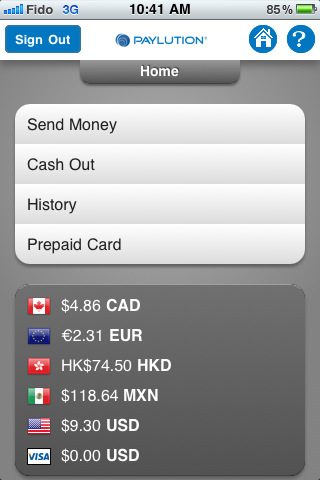 Fido 3G 10:41 AM 85%
Sign Out PAYLUTION ?
Home
Send Money
Cash Out
History
Prepaid Card
$4.86 CAD
€2.31 EUR
HK$74.50 HKD
$118.64 MXN
$9.30 USD
VISA $0.00 USD